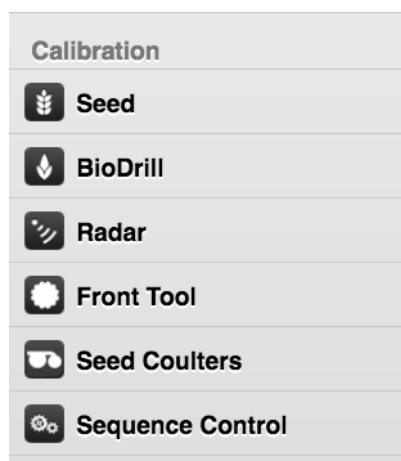 Calibration
Seed
BioDrill
Radar
Front Tool
Seed Coulters
Sequence Control